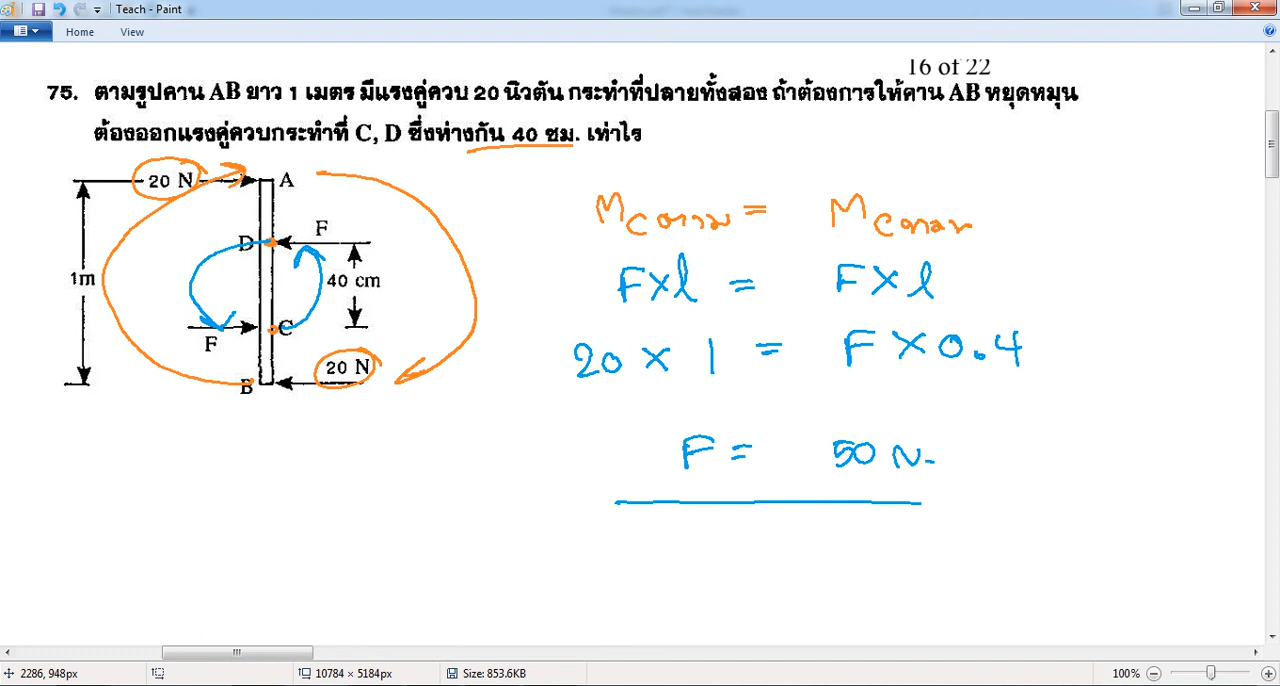 Teach - Paint
Home View
16 of 22
75. ตามรูปคาน AB ยาว 1 เมตร มีแรงคู่ควบ 20 นิวตัน กระทำที่ปลายทั้งสอง ถ้าต้องการให้คาน AB หยุดหมุน
ต้องออกแรงคู่ควบกระทำที่ C, D ซึ่งห่างกัน 40 ซม. เท่าไร
20 N A
F
D
1m
40 cm
C
F
20 N
B
M =  M
F×l = F×l
20 × 1 = F × 0.4
F = 50 N.
2286, 948px
10784 × 5184px
Size: 853.6KB
100%